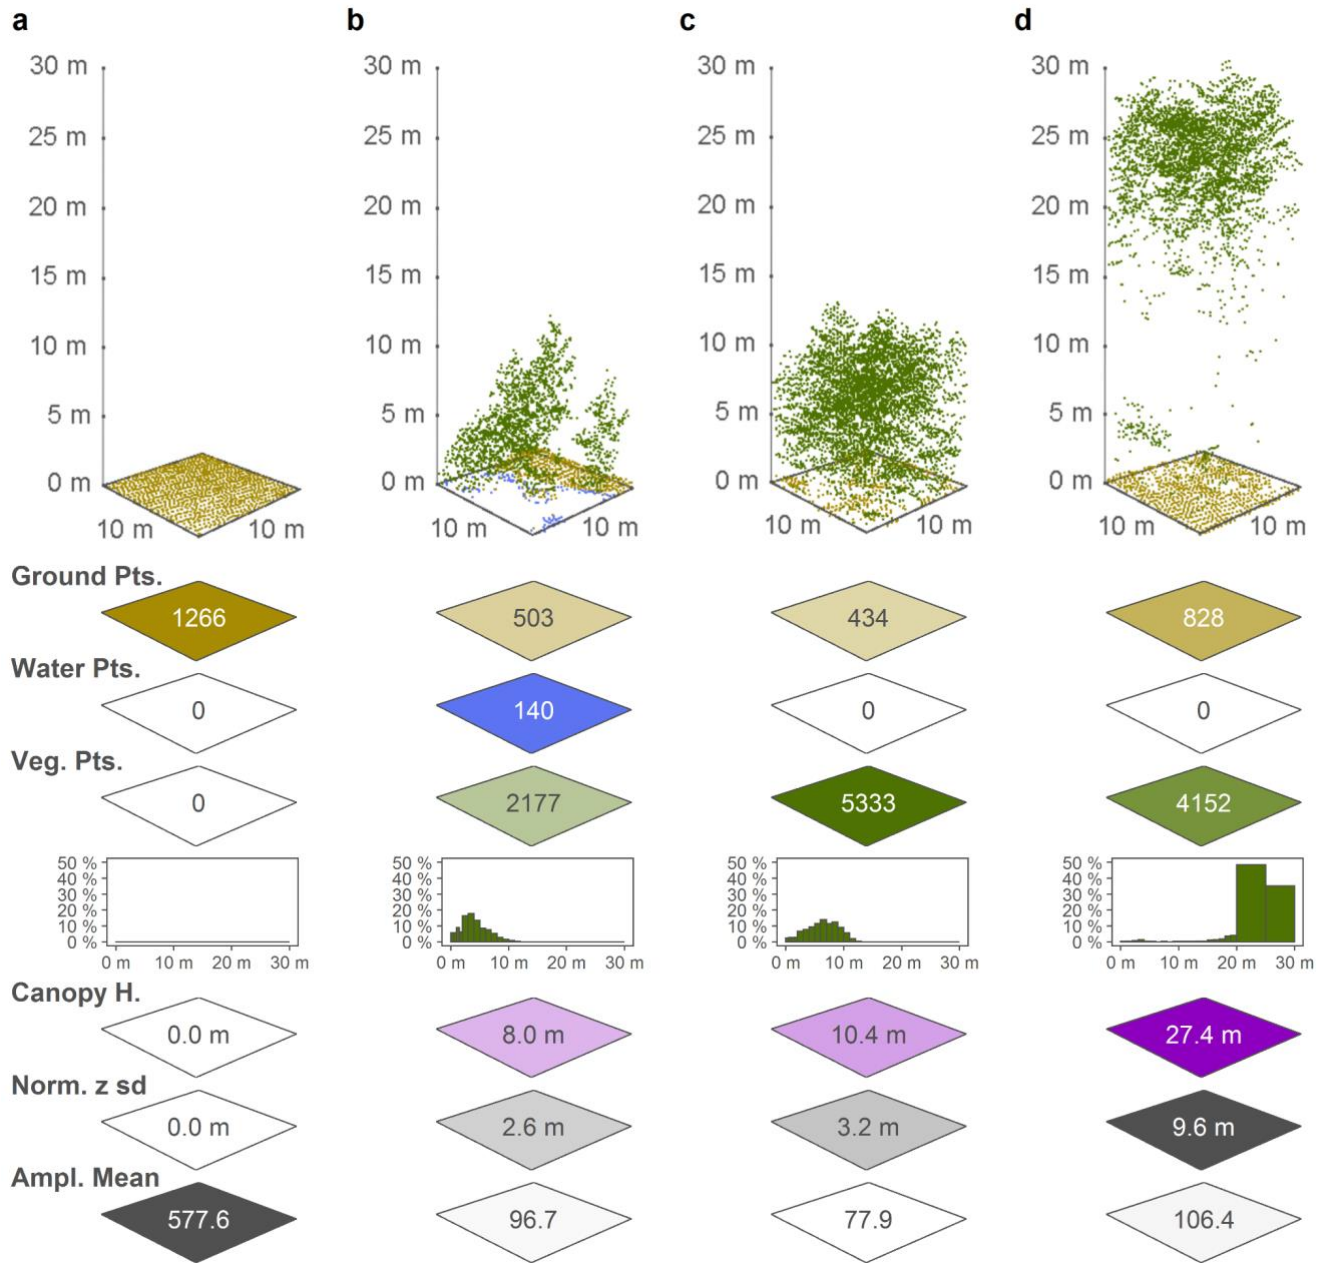 a b c d
30 m 30 m 30 m 30 m
25 m 25 m 25 m 25 m
20 m 20 m 20 m 20 m
15 m 15 m 15 m 15 m
10 m 10 m 10 m 10 m
5 m 5 m 5 m 5 m
0 m 0 m 0 m 0 m
10 m 10 m 10 m 10 m 10 m 10 m 10 m 10 m
Ground Pts.
1266 503 434 828
Water Pts.
0 140 0 0
Veg. Pts.
0 2177 5333 4152
50 % 50 % 50 % 50 %
40 % 40 % 40 % 40 %
30 % 30 % 30 % 30 %
20 % 20 % 20 % 20 %
10 % 10 % 10 % 10 %
0 % 0 % 0 % 0 %
0 m 10 m 20 m 30 m 0 m 10 m 20 m 30 m 0 m 10 m 20 m 30 m 0 m 10 m 20 m 30 m
Canopy H.
0.0 m 8.0 m 10.4 m 27.4 m
Norm. z sd
0.0 m 2.6 m 3.2 m 9.6 m
Ampl. Mean
577.6 96.7 77.9 106.4